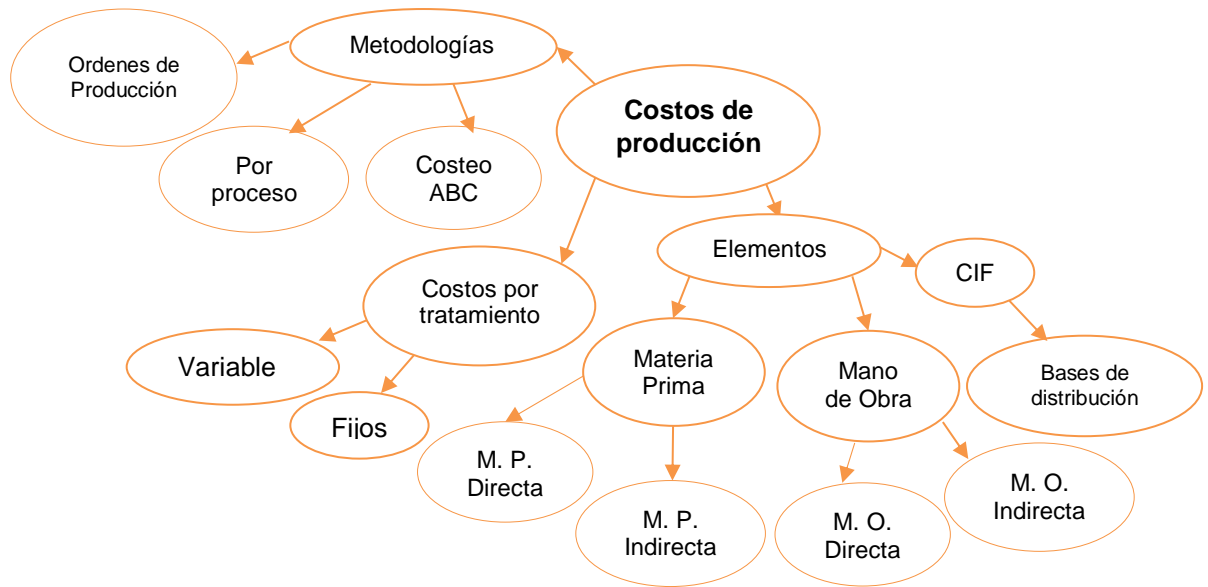 Metodologías
Ordenes de
Producción
Por
proceso
Costeo
ABC
Costos de
producción
Elementos
CIF
Costos por
tratamiento
Variable
Fijos
Materia
Prima
Mano
de Obra
Bases de
distribución
M. P.
Directa
M. P.
Indirecta
M. O.
Directa
M. O.
Indirecta